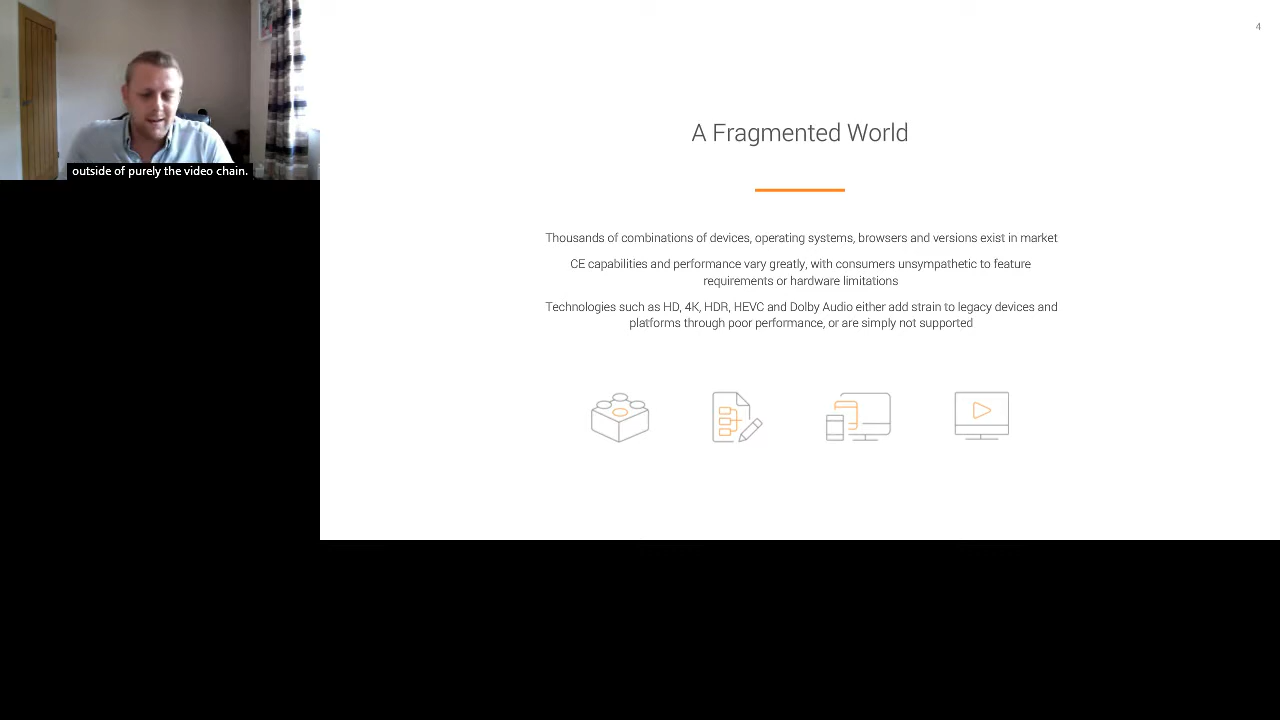 outside of purely the video chain.
4
A Fragmented World
Thousands of combinations of devices, operating systems, browsers and versions exist in market
CE capabilities and performance vary greatly, with consumers unsympathetic to feature
requirements or hardware limitations
Technologies such as HD, 4K, HDR, HEVC and Dolby Audio either add strain to legacy devices and
platforms through poor performance, or are simply not supported